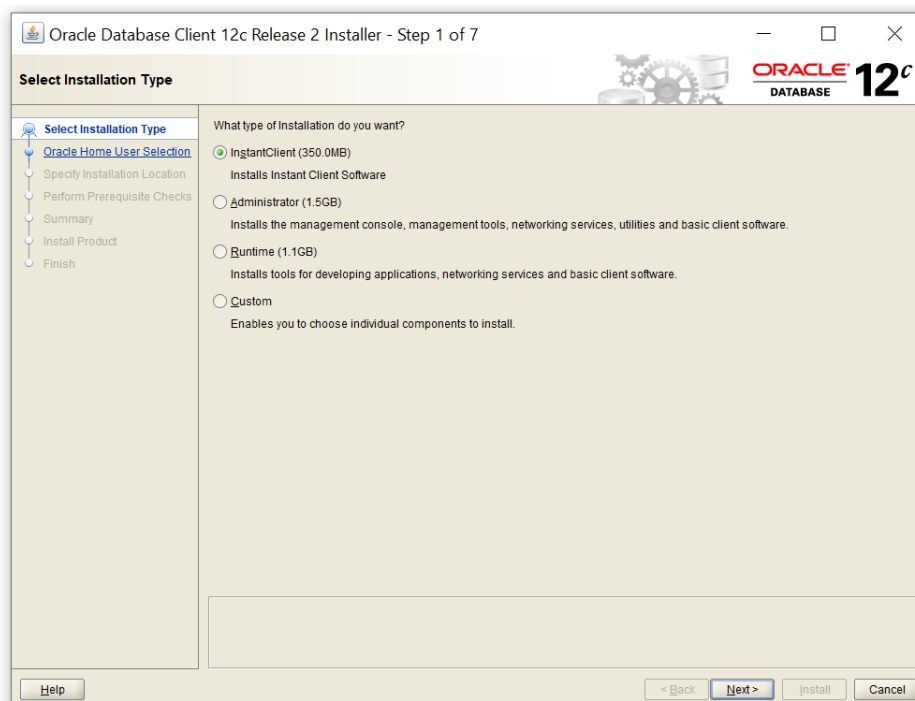 Oracle Database Client 12c Release 2 Installer - Step 1 of 7
Select Installation Type
ORACLE
DATABASE
12c
Select Installation Type
Oracle Home User Selection
Specify Installation Location
Perform Prerequisite Checks
Summary
Install Product
Finish
What type of Installation do you want?
InstantClient (350.0MB)
Installs Instant Client Software
Administrator (1.5GB)
Installs the management console, management tools, networking services, utilities and basic client software.
Runtime (1.1GB)
Installs tools for developing applications, networking services and basic client software.
Custom
Enables you to choose individual components to install.
Help
< Back
Next >
Install
Cancel